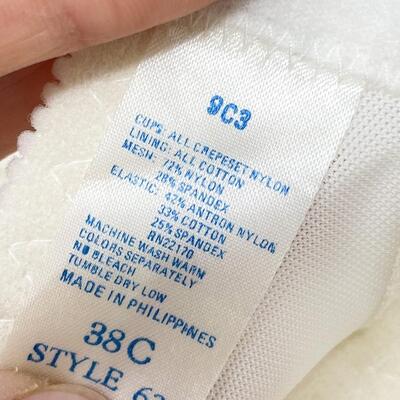 9C3
CUPS: ALL CREPESET NYLON
LINING: ALL COTTON
MESH: 72% NYLON
28% SPANDEX
ELASTIC: 42% ANTRON NYLON
33% COTTON
25% SPANDEX
RN22170
MACHINE WASH WARM
COLORS SEPARATELY
NO BLEACH
TUMBLE DRY LOW
MADE IN PHILIPPINES
38C
STYLE